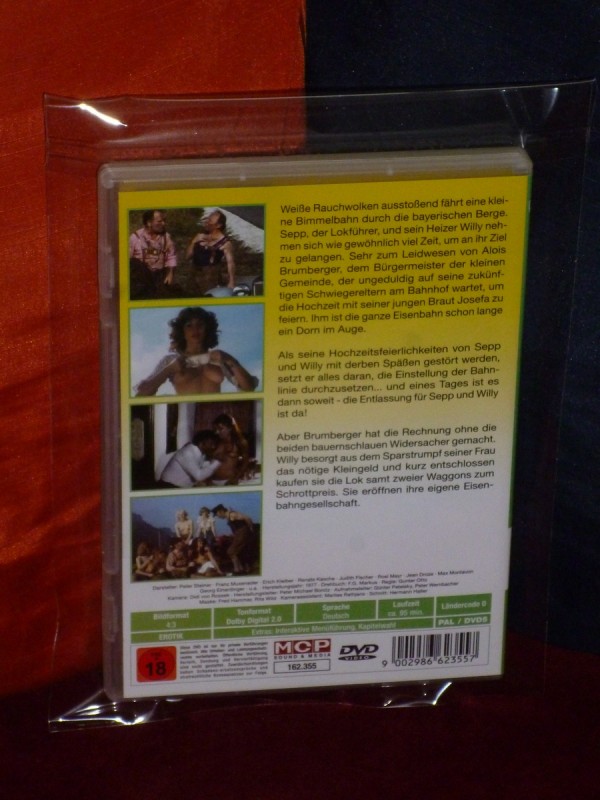 Weiße Rauchwolken ausstoßend fährt eine klei-
ne Bimmelbahn durch die bayerischen Berge.
Sepp, der Lokführer, und sein Heizer Willy neh-
men sich wie gewöhnlich viel Zeit, um an ihr Ziel
zu gelangen. Sehr zum Leidwesen von Alois
Brumberger, dem Bürgermeister der kleinen
Gemeinde, der ungeduldig auf seine zukünf-
tigen Schwiegereltern am Bahnhof wartet, um
die Hochzeit mit seiner jungen Braut Josefa zu
feiern. Ihm ist die ganze Eisenbahn schon lange
ein Dorn im Auge.
Als seine Hochzeitsfeierlichkeiten von Sepp
und Willy mit derben Späßen gestört werden,
setzt er alles daran, die Einstellung der Bahn-
linie durchzusetzen... und eines Tages ist es
dann soweit - die Entlassung für Sepp und Willy
ist da!
Aber Brumberger hat die Rechnung ohne die
beiden bauernschlauen Widersacher gemacht.
Willy besorgt aus dem Sparstrumpf seiner Frau
das nötige Kleingeld und kurz entschlossen
kaufen sie die Lok samt zweier Waggons zum
Schrottpreis. Sie eröffnen ihre eigene Eisen-
bahngesellschaft.
Bildformat
4:3
Tonformat
Dolby Digital 2.0
Sprache
Deutsch
Laufzeit
ca. 80 min.
Ländercode 0
PAL / DVD5
EROTIK
Extras: Interaktive Menüführung, Kapitelwahl
18
MCP
SOUND & MEDIA
162.355
DVD
VIDEO
9 002986 623557